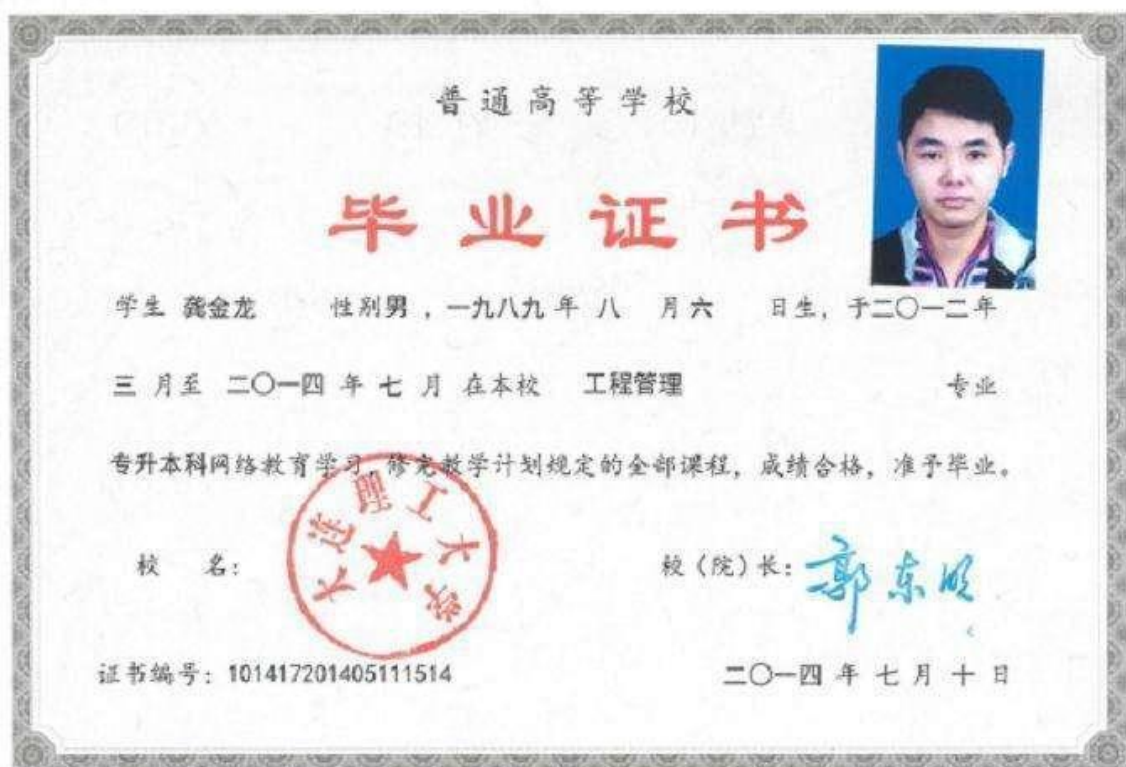 普通高等学校
毕业证书
学生 龚金龙 性别男，一九八九年 八 月六 日生，于二〇一二年
三 月至 二〇一四 年 七 月 在本校 工程管理 专业
专升本科网络教育学习，修完教学计划规定的全部课程，成绩合格，准予毕业。
大连理工大学
校 名：
校（院）长：郭东明
证书编号：101417201405111514
二〇一四 年 七 月 十 日